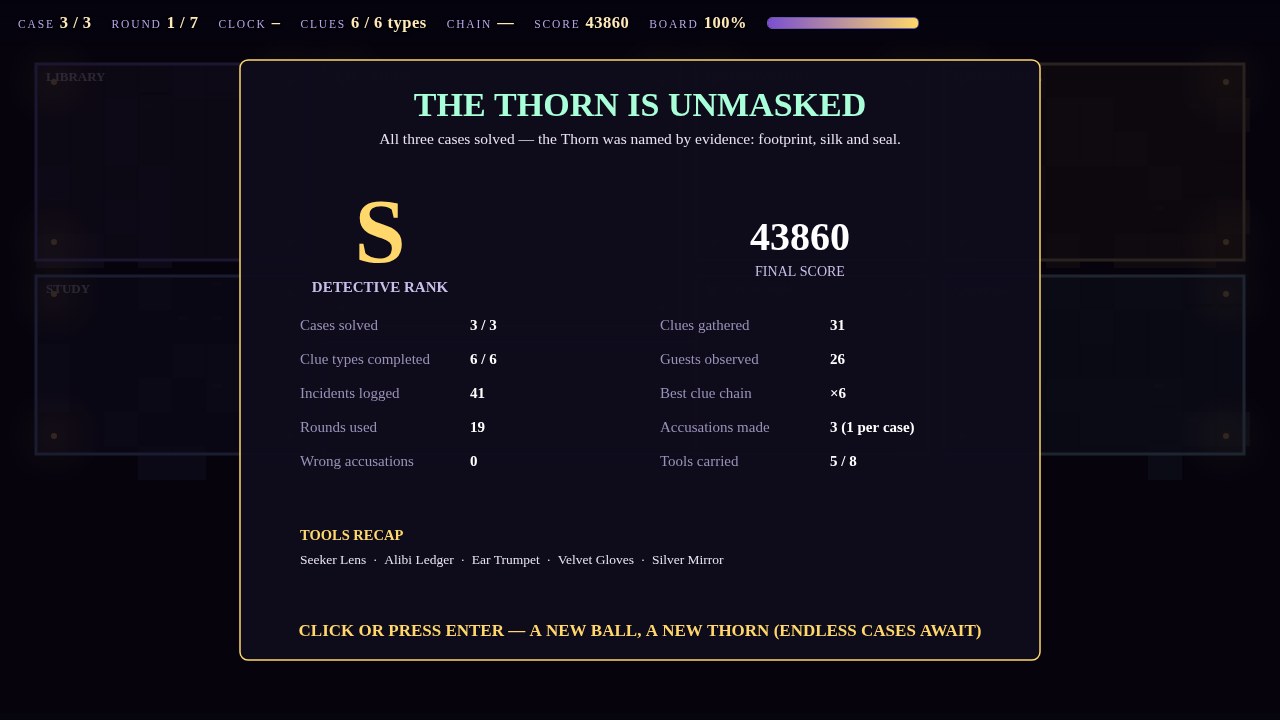 CASE 3 / 3 ROUND 1 / 7 CLOCK – CLUES 6 / 6 types CHAIN — SCORE 43860 BOARD 100%
LIBRARY
THE THORN IS UNMASKED
All three cases solved — the Thorn was named by evidence: footprint, silk and seal.
S
DETECTIVE RANK
43860
FINAL SCORE
STUDY
Cases solved 3 / 3 Clues gathered 31
Clue types completed 6 / 6 Guests observed 26
Incidents logged 41 Best clue chain ×6
Rounds used 19 Accusations made 3 (1 per case)
Wrong accusations 0 Tools carried 5 / 8
TOOLS RECAP
Seeker Lens · Alibi Ledger · Ear Trumpet · Velvet Gloves · Silver Mirror
CLICK OR PRESS ENTER — A NEW BALL, A NEW THORN (ENDLESS CASES AWAIT)